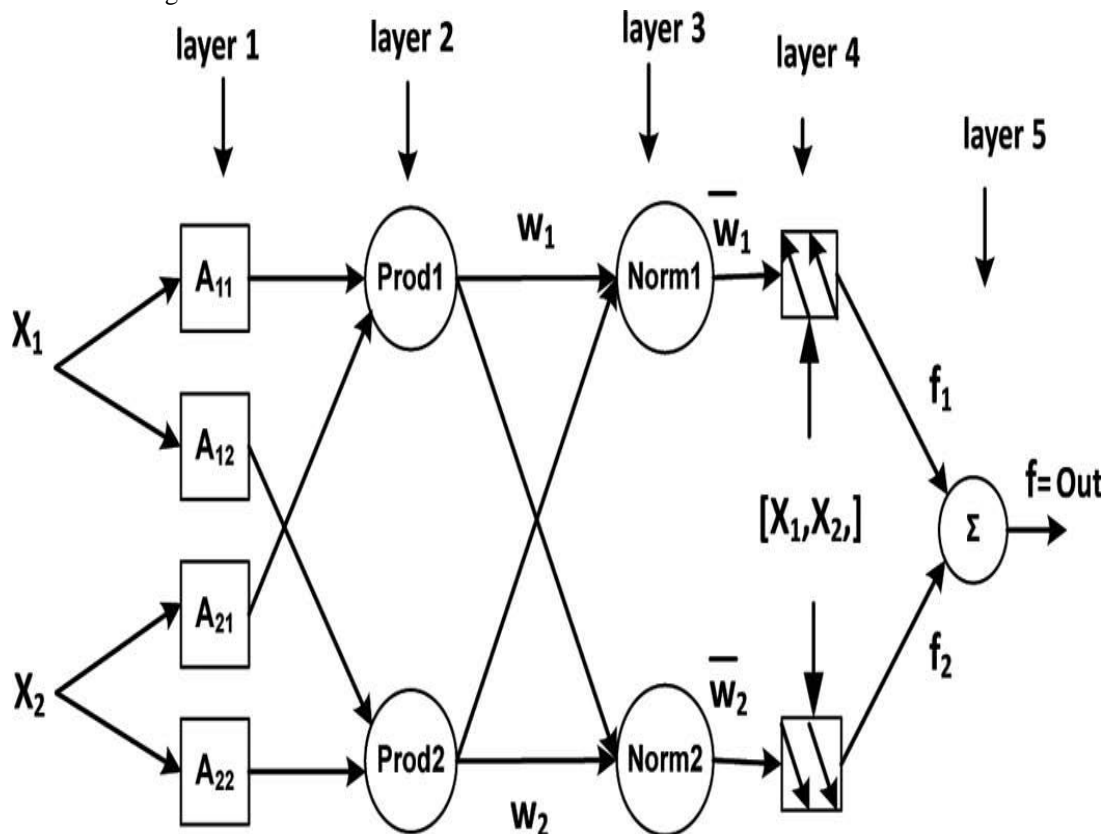 layer 1
layer 2
layer 3
layer 4
layer 5
X₁
X₂
A₁₁
A₁₂
A₂₁
A₂₂
Prod1
Prod2
w₁
w₂
Norm1
Norm2
w̅₁
w̅₂
[X₁,X₂,]
f₁
f₂
Σ
f= Out